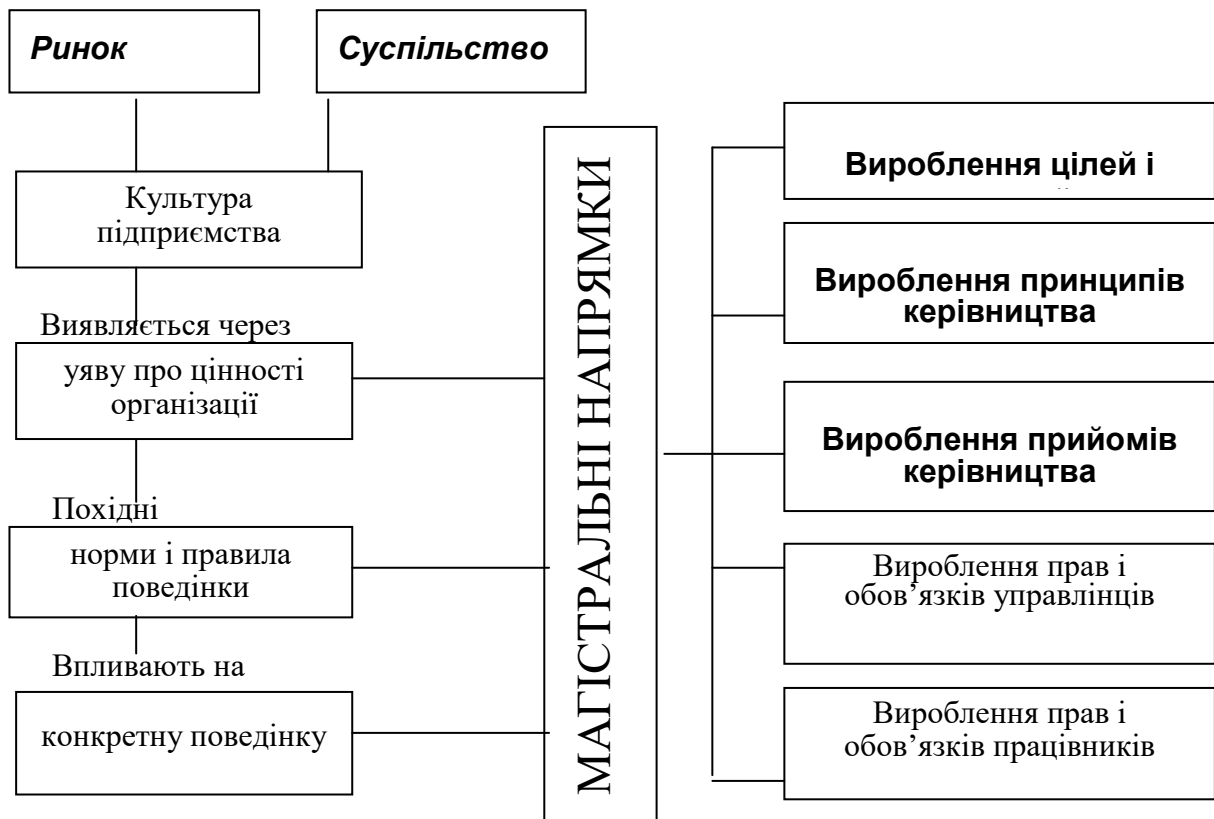 Ринок
Суспільство
Культура
підприємства
Виявляється через
уяву про цінності
організації
Похідні
норми і правила
поведінки
Впливають на
конкретну поведінку
МАГІСТРАЛЬНІ НАПРЯМКИ
Вироблення цілей і
Вироблення принципів
керівництва
Вироблення прийомів
керівництва
Вироблення прав і
обов’язків управлінців
Вироблення прав і
обов’язків працівників